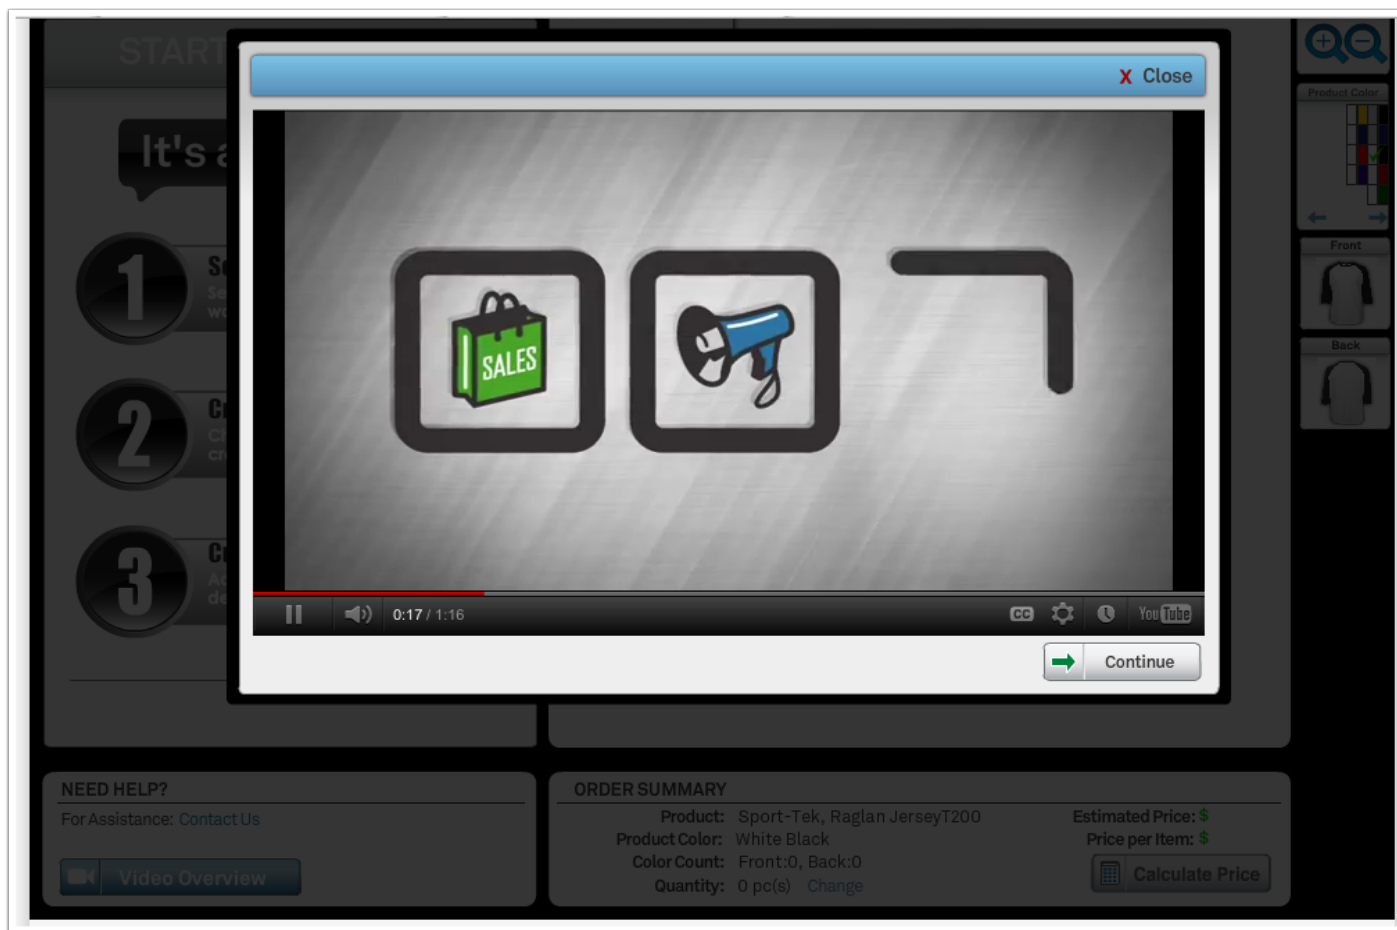 START
It's a
X Close
Product Color
SALES
1
Front
2
Back
3
0:17 / 1:16
CC
YouTube
Continue
NEED HELP?
For Assistance: Contact Us
Video Overview
ORDER SUMMARY
Product: Sport-Tek, Raglan JerseyT200
Estimated Price: $
Product Color: White Black
Price per Item: $
Color Count: Front:0, Back:0
Quantity: 0 pc(s) Change
Calculate Price